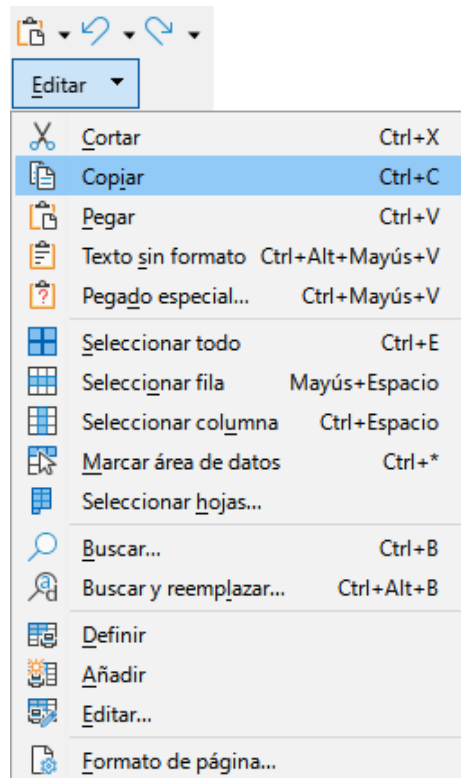 Editar
Cortar Ctrl+X
Copiar Ctrl+C
Pegar Ctrl+V
Texto sin formato Ctrl+Alt+Mayús+V
Pegado especial... Ctrl+Mayús+V
Seleccionar todo Ctrl+E
Seleccionar fila Mayús+Espacio
Seleccionar columna Ctrl+Espacio
Marcar área de datos Ctrl+*
Seleccionar hojas...
Buscar... Ctrl+B
Buscar y reemplazar... Ctrl+Alt+B
Definir
Añadir
Editar...
Formato de página...